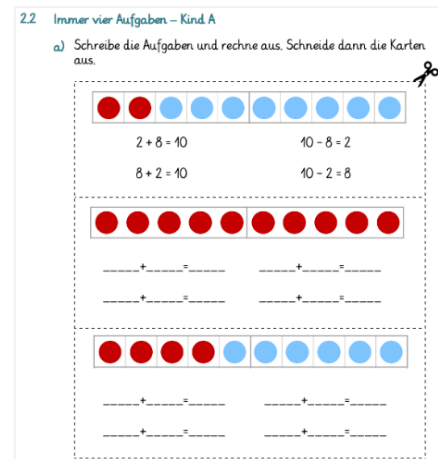 2.2 Immer vier Aufgaben – Kind A
a) Schreibe die Aufgaben und rechne aus. Schneide dann die Karten
aus.
2 + 8 = 10 10 – 8 = 2
8 + 2 = 10 10 – 2 = 8
_____+_____=_____ _____+_____=_____
_____+_____=_____ _____+_____=_____
_____+_____=_____ _____+_____=_____
_____+_____=_____ _____+_____=_____